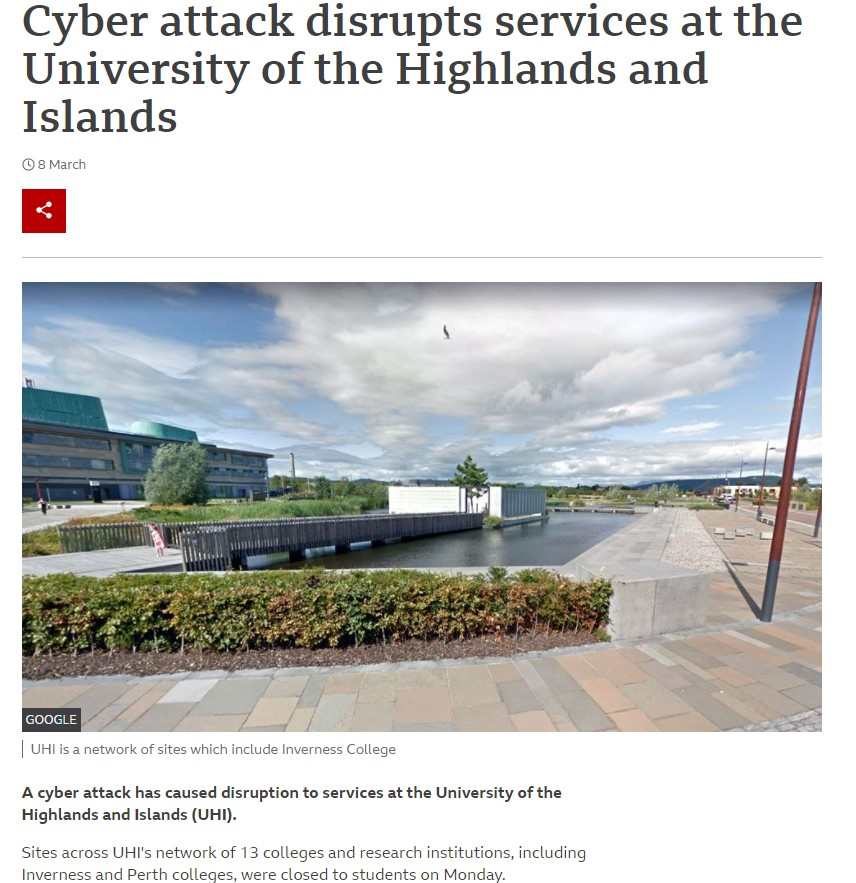 Cyber attack disrupts services at the
University of the Highlands and
Islands
8 March
GOOGLE
UHI is a network of sites which include Inverness College
A cyber attack has caused disruption to services at the University of the
Highlands and Islands (UHI).
Sites across UHI's network of 13 colleges and research institutions, including
Inverness and Perth colleges, were closed to students on Monday.